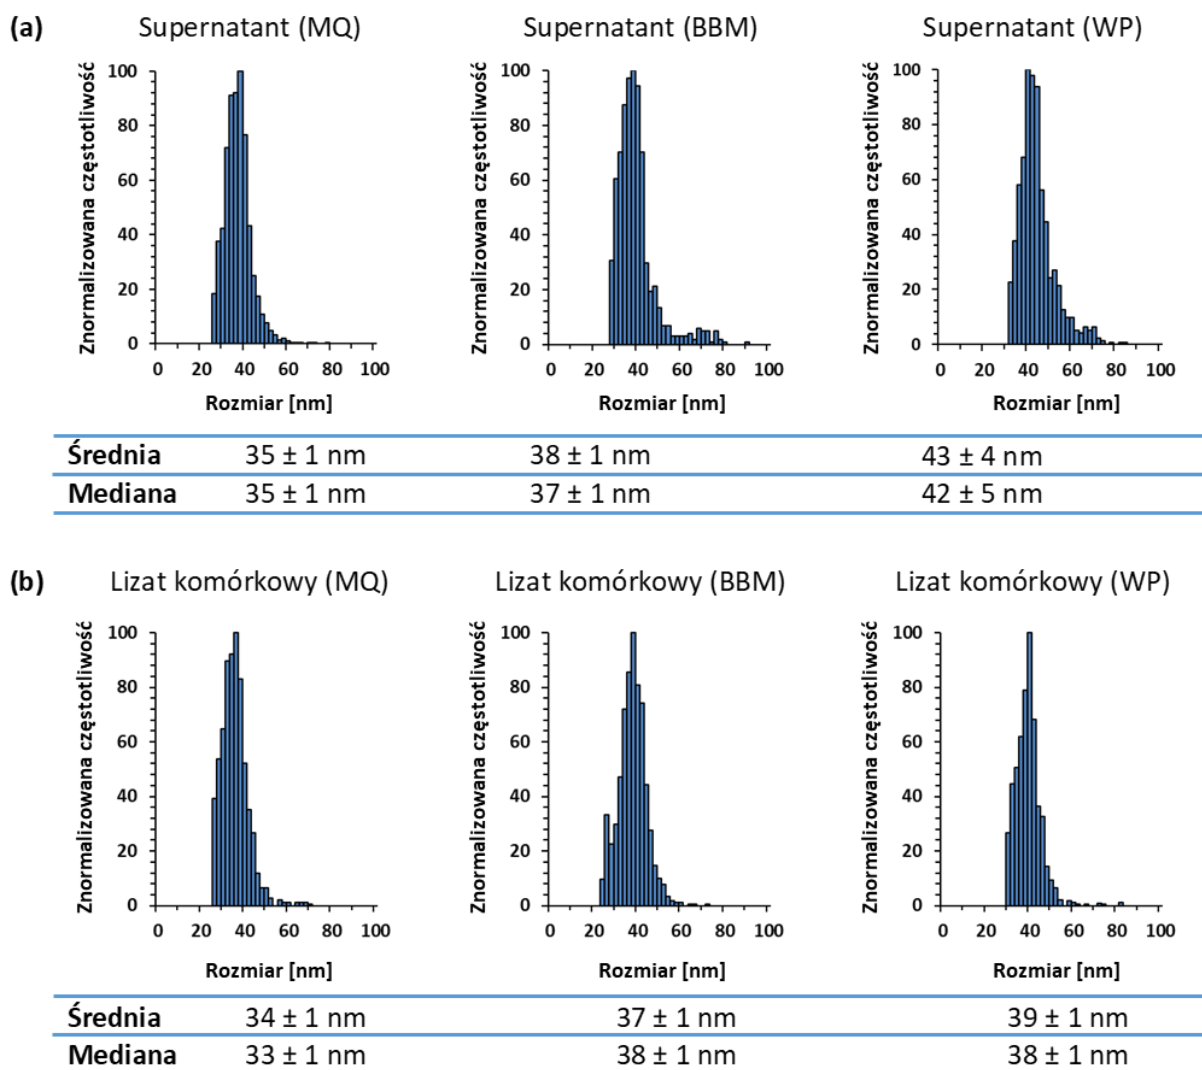 (a)
Supernatant (MQ) Supernatant (BBM) Supernatant (WP)
Znormalizowana częstotliwość
100
80
60
40
20
0
0 20 40 60 80 100
Rozmiar [nm]
Znormalizowana częstotliwość
100
80
60
40
20
0
0 20 40 60 80 100
Rozmiar [nm]
Znormalizowana częstotliwość
100
80
60
40
20
0
0 20 40 60 80 100
Rozmiar [nm]
Średnia 35 ± 1 nm 38 ± 1 nm 43 ± 4 nm
Mediana 35 ± 1 nm 37 ± 1 nm 42 ± 5 nm
(b)
Lizat komórkowy (MQ) Lizat komórkowy (BBM) Lizat komórkowy (WP)
Znormalizowana częstotliwość
100
80
60
40
20
0
0 20 40 60 80 100
Rozmiar [nm]
Znormalizowana częstotliwość
100
80
60
40
20
0
0 20 40 60 80 100
Rozmiar [nm]
Znormalizowana częstotliwość
100
80
60
40
20
0
0 20 40 60 80 100
Rozmiar [nm]
Średnia 34 ± 1 nm 37 ± 1 nm 39 ± 1 nm
Mediana 33 ± 1 nm 38 ± 1 nm 38 ± 1 nm